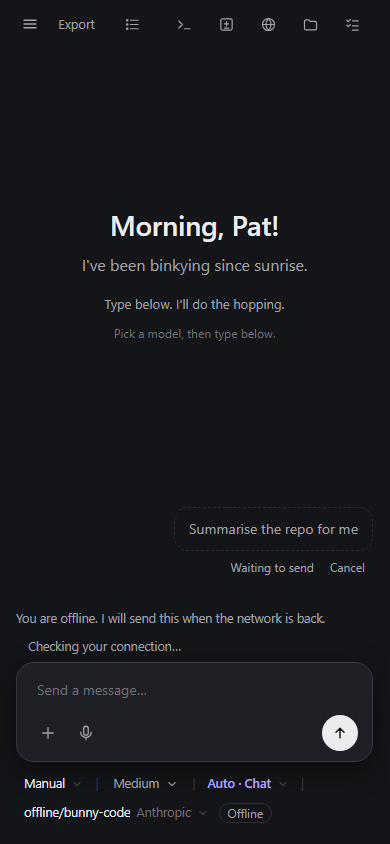 Export
Morning, Pat!
I've been binkying since sunrise.
Type below. I'll do the hopping.
Pick a model, then type below.
Summarise the repo for me
Waiting to send Cancel
You are offline. I will send this when the network is back.
Checking your connection...
Send a message...
Manual | Medium | Auto · Chat |
offline/bunny-code Anthropic Offline